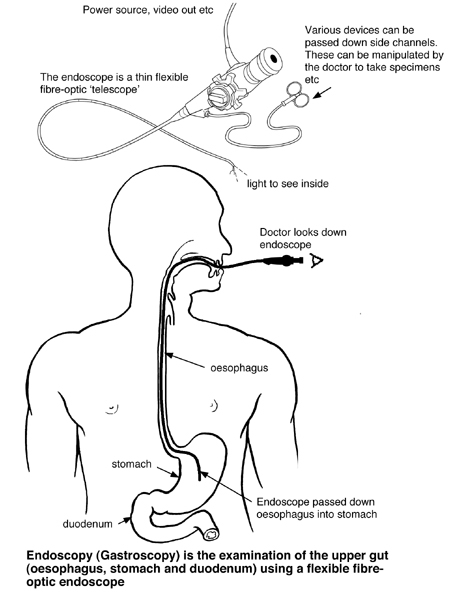 Power source, video out etc
Various devices can be
passed down side channels.
These can be manipulated by
the doctor to take specimens
etc
The endoscope is a thin flexible
fibre-optic ‘telescope’
light to see inside
Doctor looks down
endoscope
oesophagus
stomach
Endoscope passed down
oesophagus into stomach
duodenum
Endoscopy (Gastroscopy) is the examination of the upper gut
(oesophagus, stomach and duodenum) using a flexible fibre-
optic endoscope